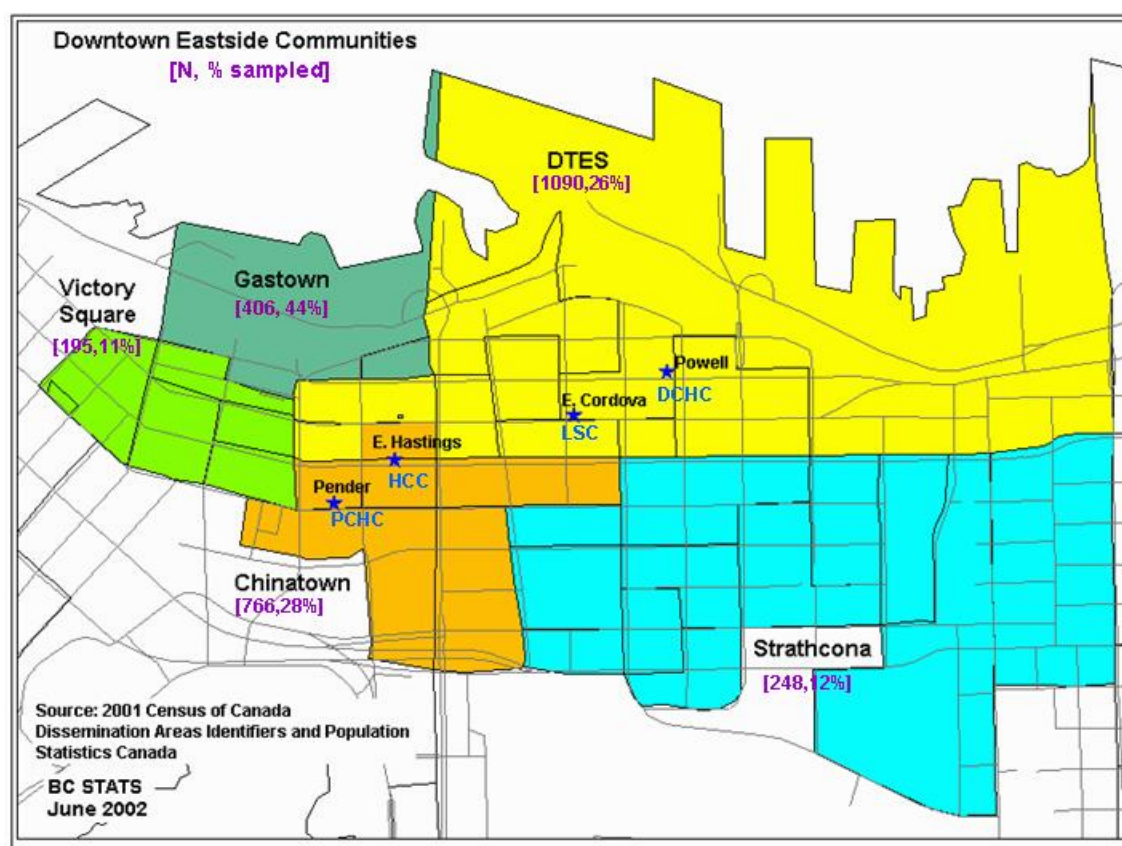 Downtown Eastside Communities
[N, % sampled]
DTES
[1090,26%]
Gastown
[406, 44%]
Victory
Square
[195,11%]
Powell
DCHC
E. Cordova
LSC
E. Hastings
HCC
Pender
PCHC
Chinatown
[766,28%]
Strathcona
[248,12%]
Source: 2001 Census of Canada
Dissemination Areas Identifiers and Population
Statistics Canada
BC STATS
June 2002